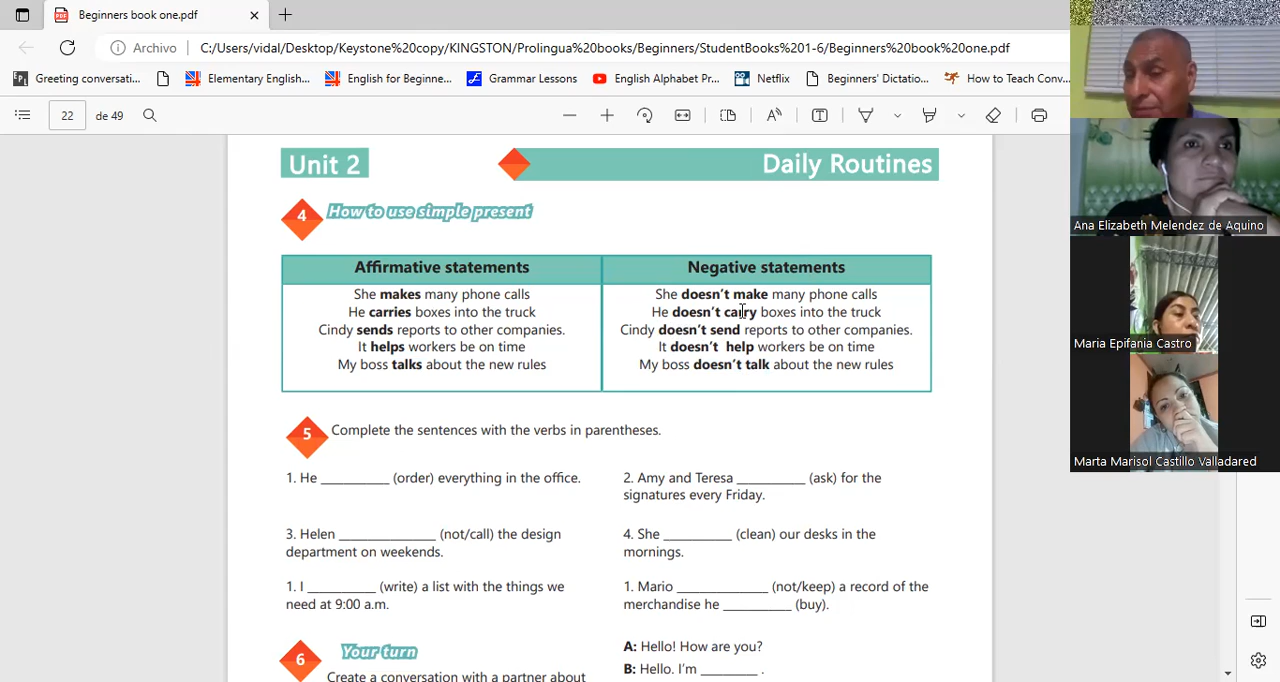 Beginners book one.pdf
Archivo
C:/Users/vidal/Desktop/Keystone%20copy/KINGSTON/Prolingua%20books/Beginners/StudentBooks%201-6/Beginners%20book%20one.pdf
Greeting conversati...
Elementary English...
English for Beginne...
Grammar Lessons
English Alphabet Pr...
Netflix
Beginners' Dictatio...
How to Teach Conv...
22 de 49
Unit 2
Daily Routines
4 How to use simple present
Affirmative statements
She makes many phone calls
He carries boxes into the truck
Cindy sends reports to other companies.
It helps workers be on time
My boss talks about the new rules
Negative statements
She doesn't make many phone calls
He doesn't carry boxes into the truck
Cindy doesn't send reports to other companies.
It doesn't help workers be on time
My boss doesn't talk about the new rules
5 Complete the sentences with the verbs in parentheses.
1. He _________ (order) everything in the office.
2. Amy and Teresa _________ (ask) for the
signatures every Friday.
3. Helen _____________ (not/call) the design
department on weekends.
4. She _________ (clean) our desks in the
mornings.
1. I _________ (write) a list with the things we
need at 9:00 a.m.
1. Mario ____________ (not/keep) a record of the
merchandise he _________ (buy).
6 Your turn
Create a conversation with a partner about
A: Hello! How are you?
B: Hello. I'm ________ .
Ana Elizabeth Melendez de Aquino
Maria Epifania Castro
Marta Marisol Castillo Valladared